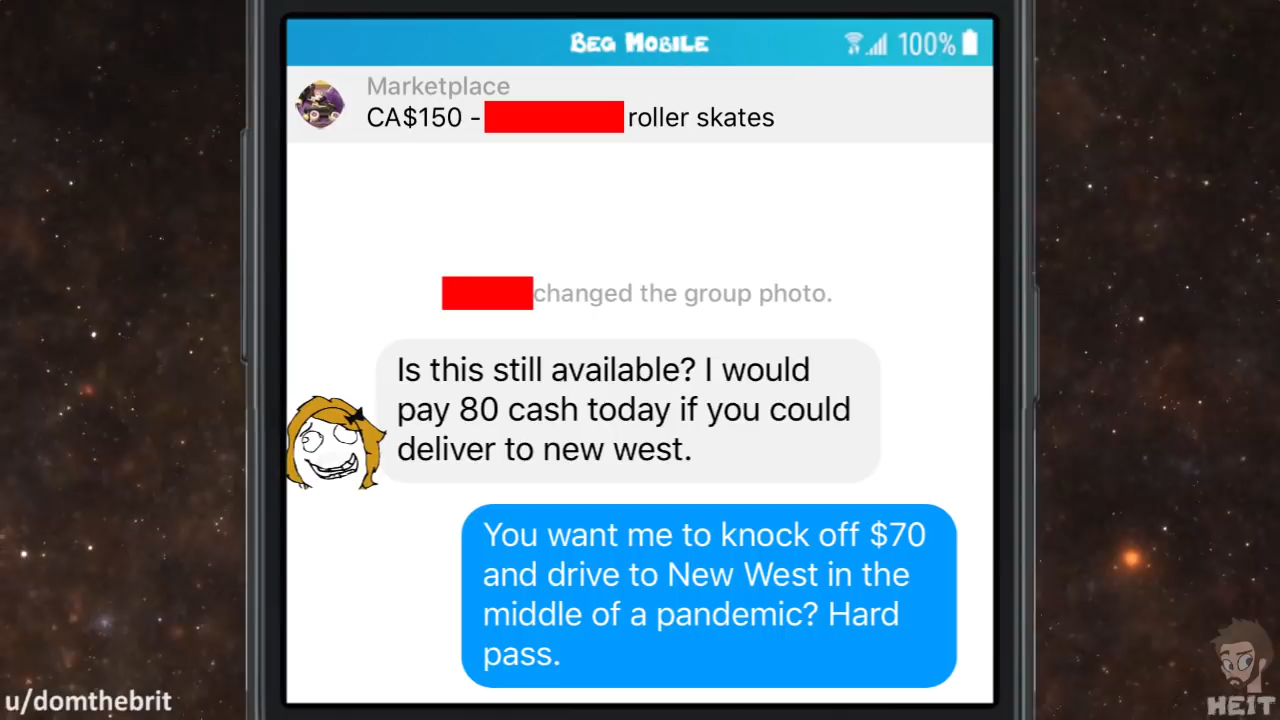 BEG MOBILE
100%
Marketplace
CA$150 - roller skates
changed the group photo.
Is this still available? I would
pay 80 cash today if you could
deliver to new west.
You want me to knock off $70
and drive to New West in the
middle of a pandemic? Hard
pass.
u/domthebrit
HEIT